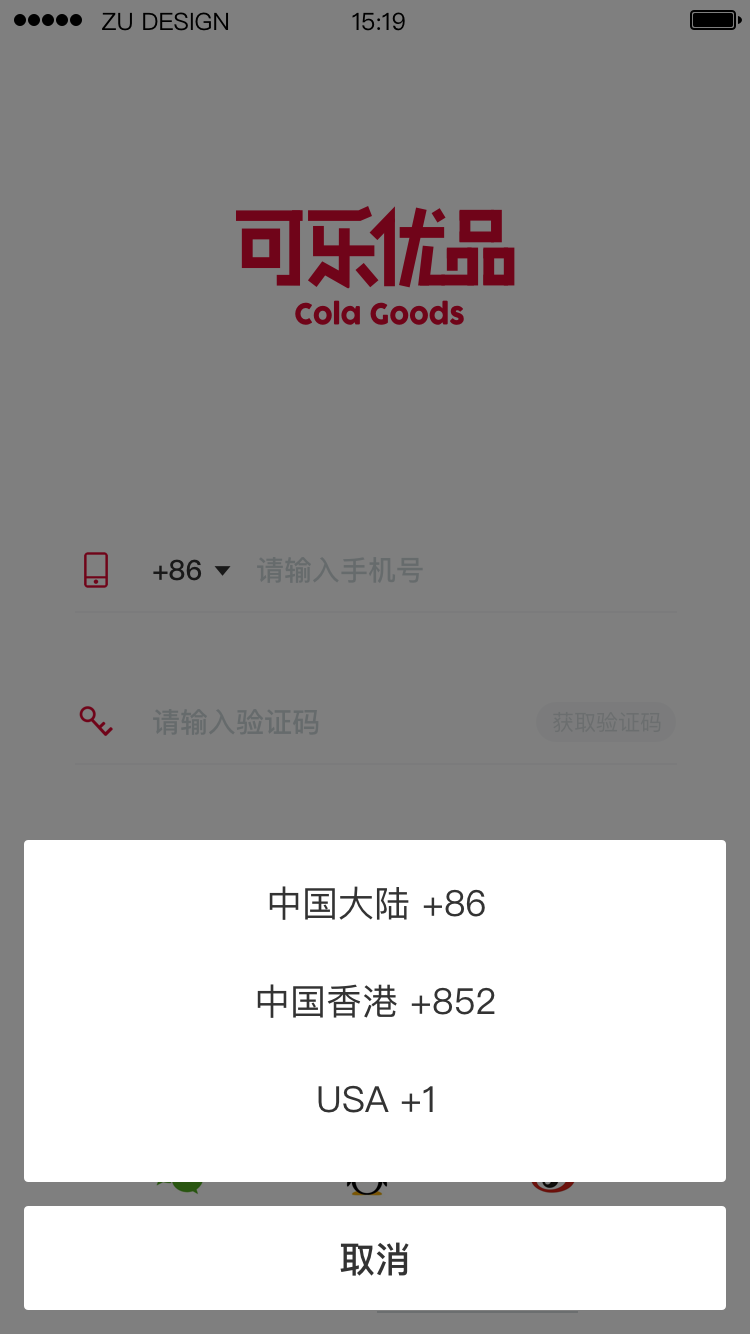 ZU DESIGN 15:19
可乐优品
Cola Goods
+86 请输入手机号
请输入验证码 获取验证码
中国大陆 +86
中国香港 +852
USA +1
取消